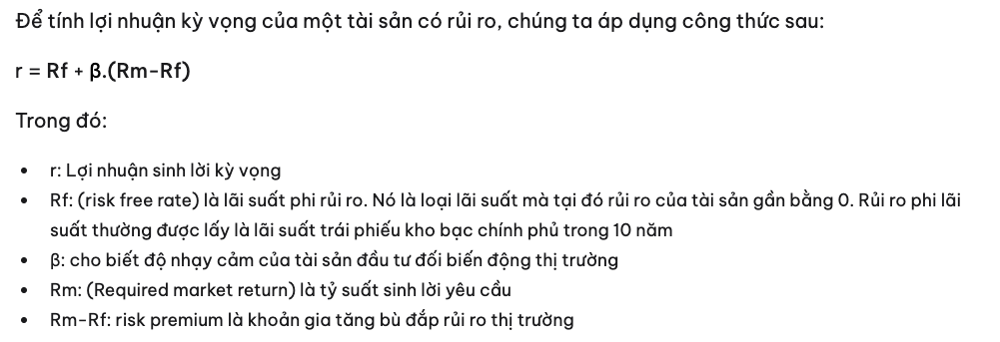 Để tính lợi nhuận kỳ vọng của một tài sản có rủi ro, chúng ta áp dụng công thức sau:
r = Rf + β.(Rm-Rf)
Trong đó:
• r: Lợi nhuận sinh lời kỳ vọng
• Rf: (risk free rate) là lãi suất phi rủi ro. Nó là loại lãi suất mà tại đó rủi ro của tài sản gần bằng 0. Rủi ro phi lãi
suất thường được lấy là lãi suất trái phiếu kho bạc chính phủ trong 10 năm
• β: cho biết độ nhạy cảm của tài sản đầu tư đối biến động thị trường
• Rm: (Required market return) là tỷ suất sinh lời yêu cầu
• Rm-Rf: risk premium là khoản gia tăng bù đắp rủi ro thị trường